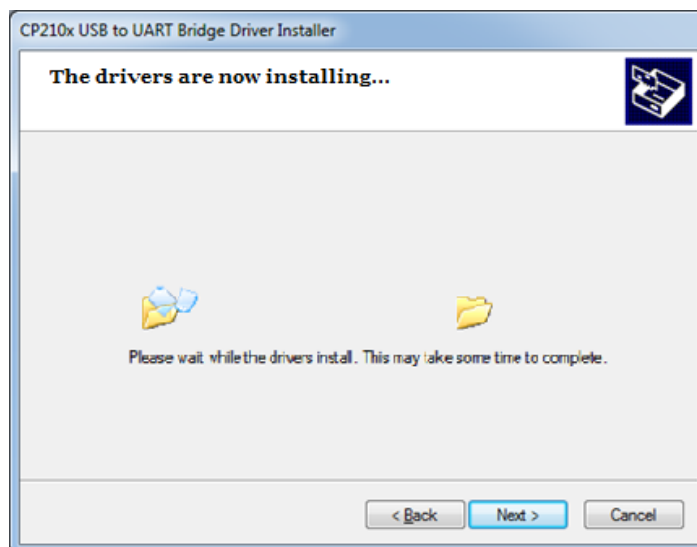 CP210x USB to UART Bridge Driver Installer
The drivers are now installing...
Please wait while the drivers install. This may take some time to complete.
< Back
Next >
Cancel